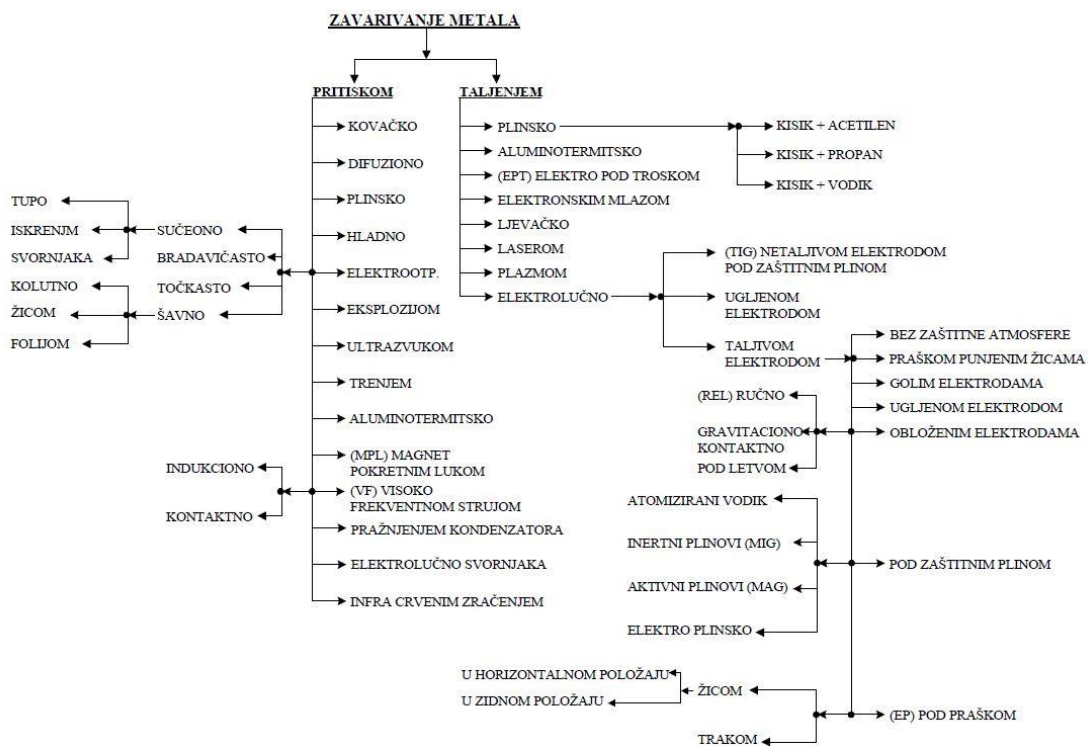 ZAVARIVANJE METALA
PRITISKOM
KOVAČKO
DIFUZIONO
PLINSKO
HLADNO
ELEKTROOTP.
EKSPLOZIJOM
ULTRAZVUKOM
TRENJEM
ALUMINOTERMITSKO
(MPL) MAGNET
POKRETNIM LUKOM
(VF) VISOKO
FREKVENTNOM STRUJOM
PRAŽNJENJEM KONDENZATORA
ELEKTROLUČNO SVORNJAKA
INFRA CRVENIM ZRAČENJEM
SUČEONO
BRADAVIČASTO
TOČKASTO
ŠAVNO
TUPO
ISKRENJM
SVORNJAKA
KOLUTNO
ŽICOM
FOLIJOM
INDUKCIONO
KONTAKTNO
TALJENJEM
PLINSKO
ALUMINOTERMITSKO
(EPT) ELEKTRO POD TROSKOM
ELEKTRONSKIM MLAZOM
LJEVAČKO
LASEROM
PLAZMOM
ELEKTROLUČNO
KISIK + ACETILEN
KISIK + PROPAN
KISIK + VODIK
(TIG) NETALJIVOM ELEKTRODOM
POD ZAŠTITNIM PLINOM
UGLJENOM
ELEKTRODOM
TALJIVOM
ELEKTRODOM
BEZ ZAŠTITNE ATMOSFERE
PRAŠKOM PUNJENIM ŽICAMA
GOLIM ELEKTRODAMA
UGLJENOM ELEKTRODOM
OBLOŽENIM ELEKTRODAMA
(REL) RUČNO
GRAVITACIONO
KONTAKTNO
POD LETVOM
POD ZAŠTITNIM PLINOM
ATOMIZIRANI VODIK
INERTNI PLINOVI (MIG)
AKTIVNI PLINOVI (MAG)
ELEKTRO PLINSKO
(EP) POD PRAŠKOM
ŽICOM
TRAKOM
U HORIZONTALNOM POLOŽAJU
U ZIDNOM POLOŽAJU